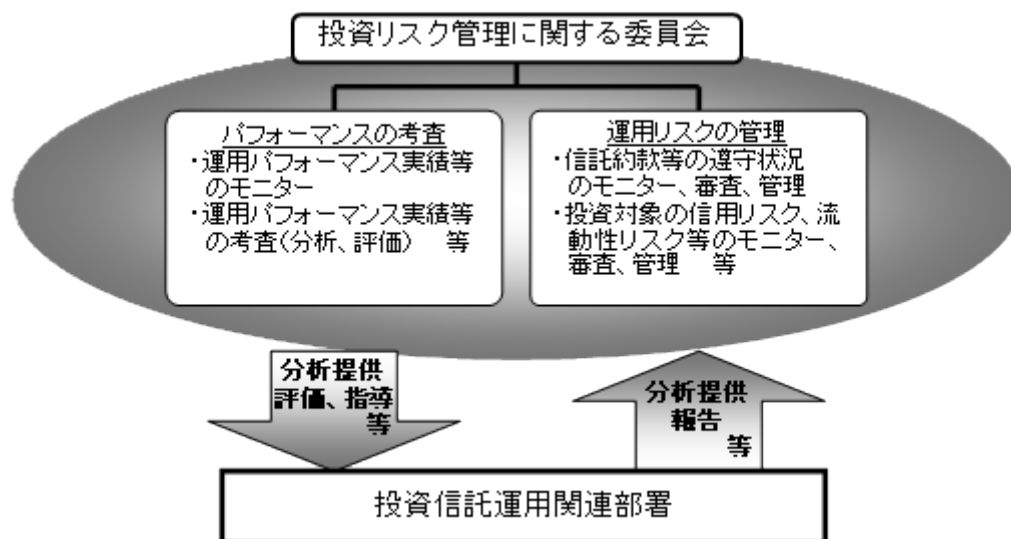 投資リスク管理に関する委員会
パフォーマンスの考査
・運用パフォーマンス実績等
のモニター
・運用パフォーマンス実績等
の考査(分析、評価) 等
運用リスクの管理
・信託約款等の遵守状況
のモニター、審査、管理
・投資対象の信用リスク、流
動性リスク等のモニター、
審査、管理 等
分析提供
評価、指導
等
分析提供
報告
等
投資信託運用関連部署